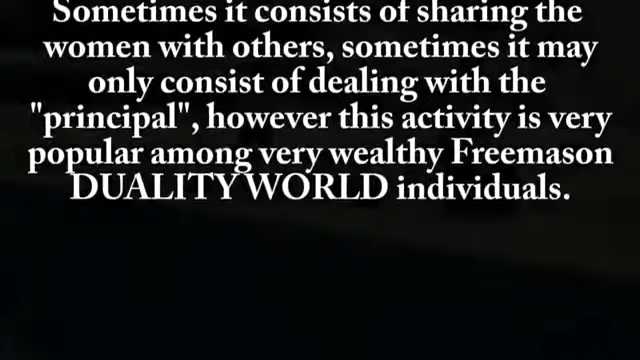 Sometimes it consists of sharing the
women with others, sometimes it may
only consist of dealing with the
"principal", however this activity is very
popular among very wealthy Freemason
DUALITY WORLD individuals.